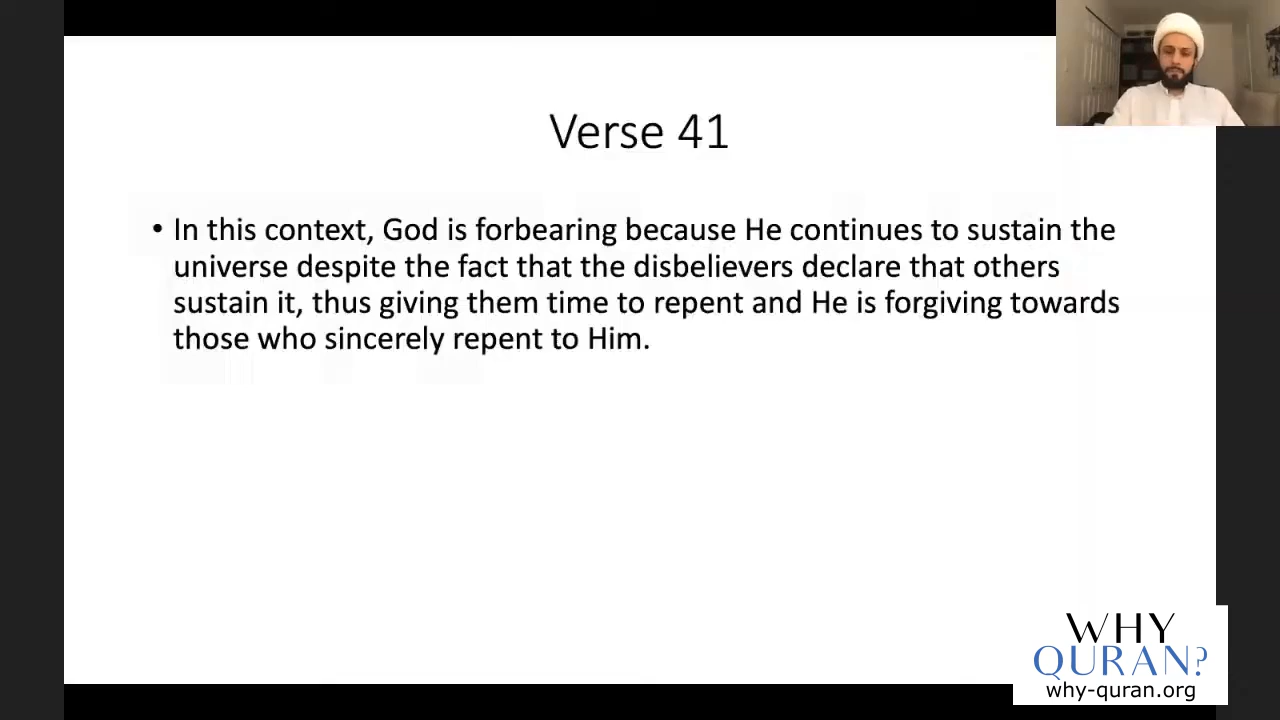 Verse 41
• In this context, God is forbearing because He continues to sustain the
universe despite the fact that the disbelievers declare that others
sustain it, thus giving them time to repent and He is forgiving towards
those who sincerely repent to Him.
WHY
QURAN?
why-quran.org